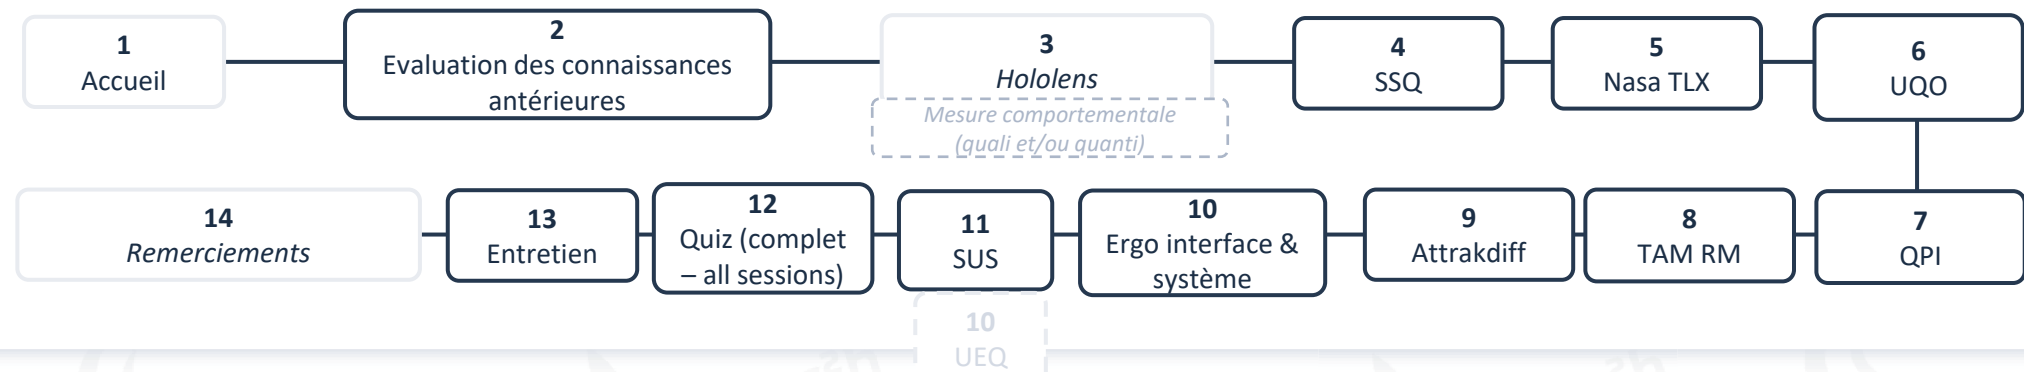 1
Accueil
2
Evaluation des connaissances
antérieures
3
Hololens
Mesure comportementale
(quali et/ou quanti)
4
SSQ
5
Nasa TLX
6
UQO
7
QPI
8
TAM RM
9
Attrakdiff
10
Ergo interface &
système
11
SUS
10
UEQ
12
Quiz (complet
– all sessions)
13
Entretien
14
Remerciements